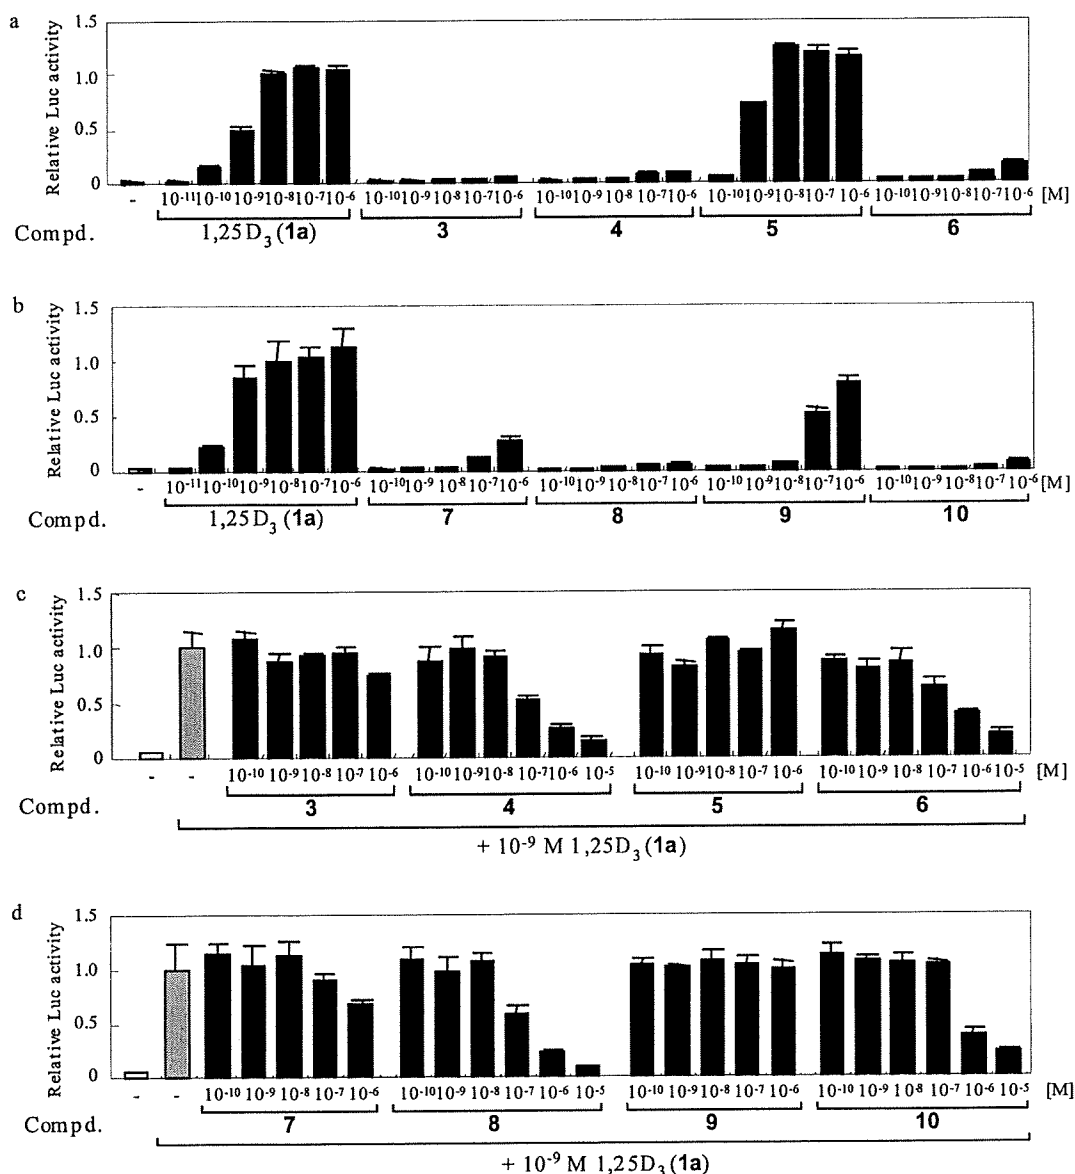 a
Relative Luc activity
1.5
1.0
0.5
0
- 10-11 10-10 10-9 10-8 10-7 10-6 10-10 10-9 10-8 10-7 10-6 10-10 10-9 10-8 10-7 10-6 10-10 10-9 10-8 10-7 10-6 10-10 10-9 10-8 10-7 10-6 [M]
Compd. 1,25D3 (1a) 3 4 5 6
b
Relative Luc activity
1.5
1.0
0.5
0
- 10-11 10-10 10-9 10-8 10-7 10-6 10-10 10-9 10-8 10-7 10-6 10-10 10-9 10-8 10-7 10-6 10-10 10-9 10-8 10-7 10-6 10-10 10-9 10-8 10-7 10-6 [M]
Compd. 1,25D3 (1a) 7 8 9 10
c
Relative Luc activity
1.5
1.0
0.5
0
- - 10-10 10-9 10-8 10-7 10-6 10-10 10-9 10-8 10-7 10-6 10-5 10-10 10-9 10-8 10-7 10-6 10-10 10-9 10-8 10-7 10-6 10-5 [M]
Compd. 3 4 5 6
+ 10-9 M 1,25D3 (1a)
d
Relative Luc activity
1.5
1.0
0.5
0
- - 10-10 10-9 10-8 10-7 10-6 10-10 10-9 10-8 10-7 10-6 10-5 10-10 10-9 10-8 10-7 10-6 10-10 10-9 10-8 10-7 10-6 10-5 [M]
Compd. 7 8 9 10
+ 10-9 M 1,25D3 (1a)